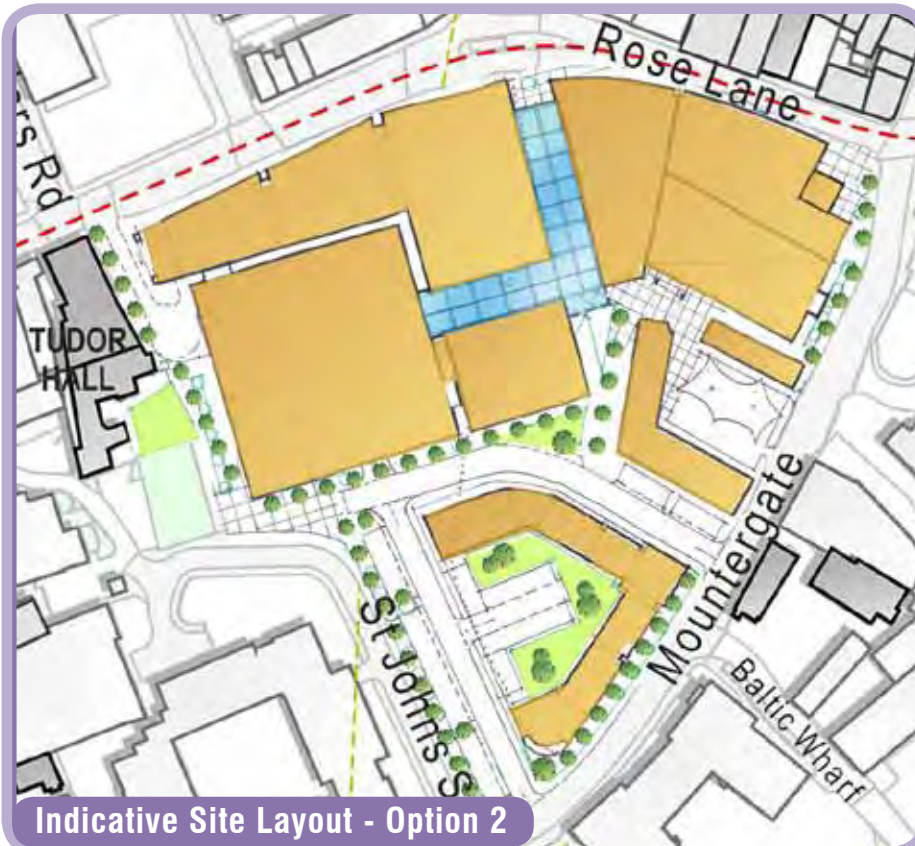 Rose Lane
rs Rd
TUDOR
HALL
Mountergate
St Johns S
Baltic Wharf
Indicative Site Layout - Option 2